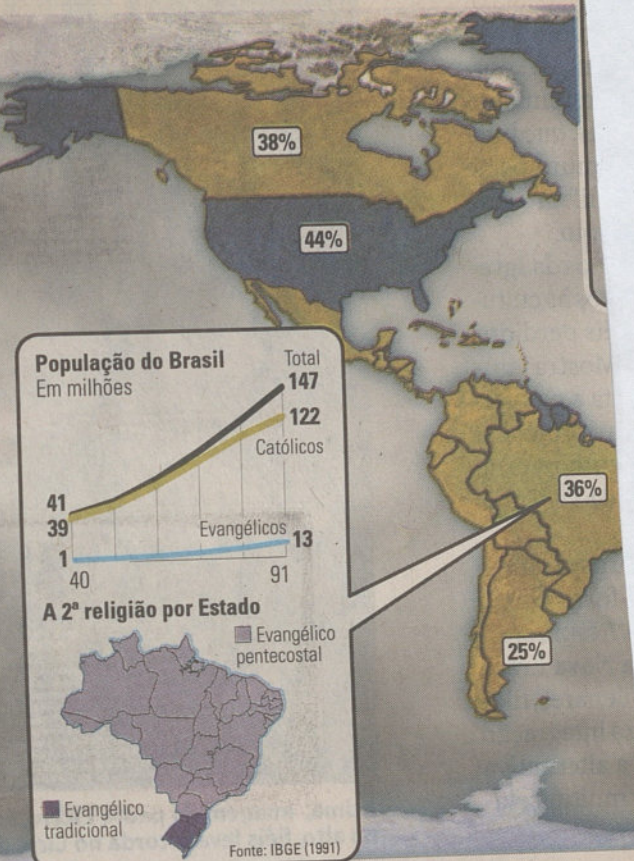 38%
44%
População do Brasil
Em milhões
Total
147
122
Católicos
41
39
Evangélicos
13
1
40
91
36%
A 2ª religião por Estado
Evangélico
pentecostal
25%
Evangélico
tradicional
Fonte: IBGE (1991)